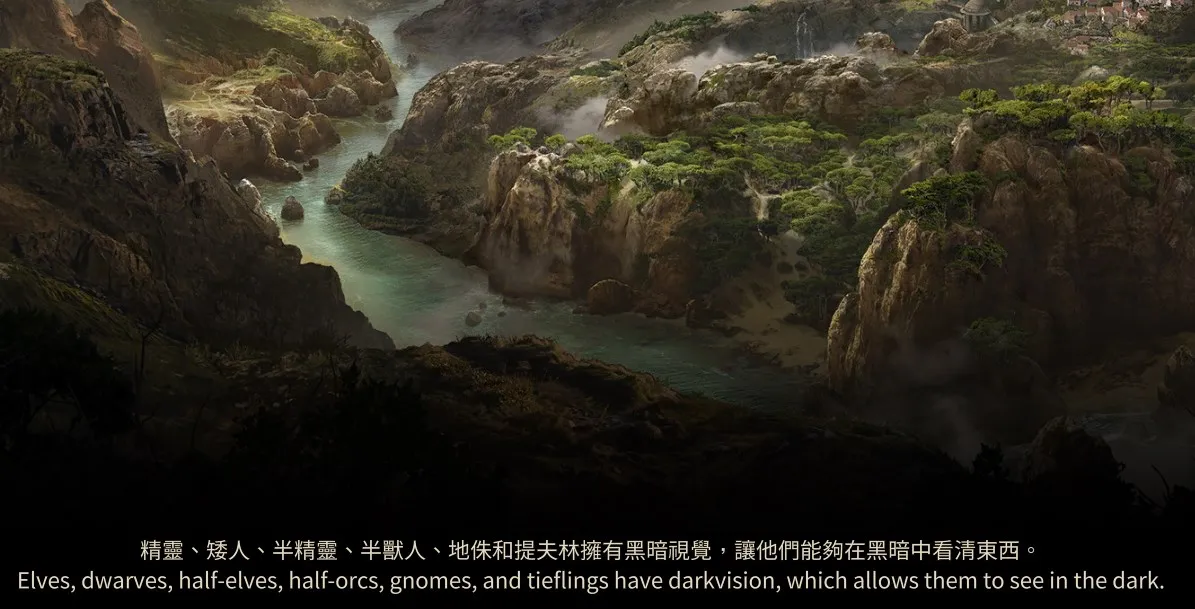 精靈、矮人、半精靈、半獸人、地侏和提夫林擁有黑暗視覺，讓他們能夠在黑暗中看清東西。
Elves, dwarves, half-elves, half-orcs, gnomes, and tieflings have darkvision, which allows them to see in the dark.